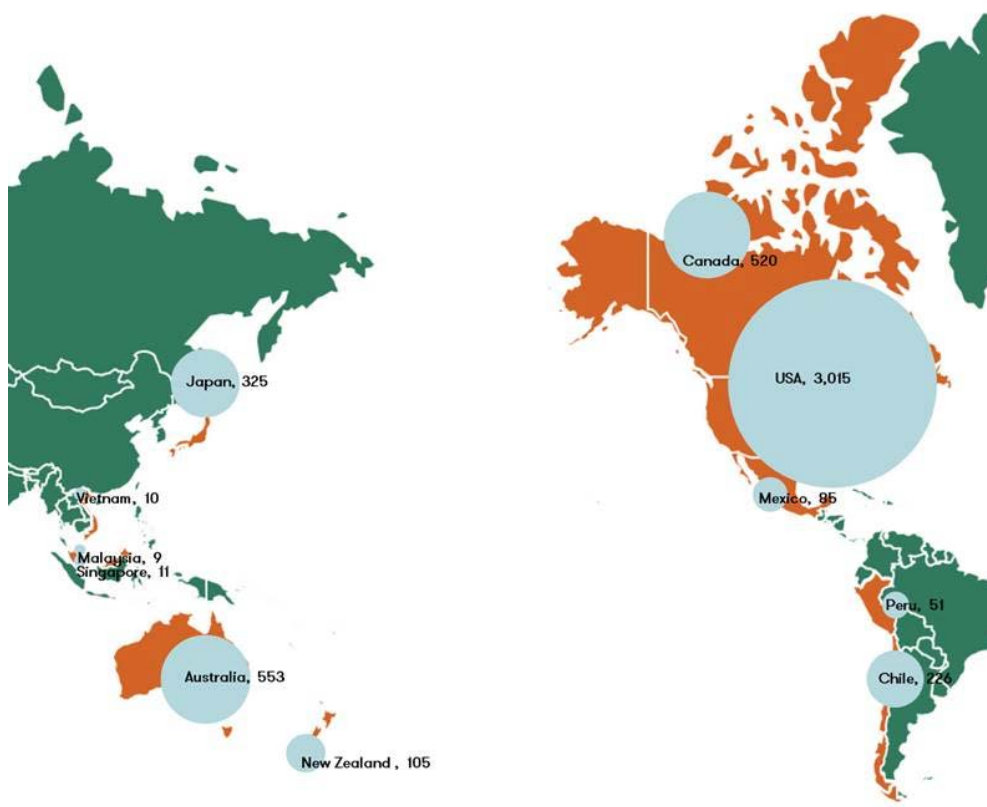 Canada, 520
Japan, 325
USA, 3,015
Vietnam, 10
Mexico, 85
Malaysia, 9
Singapore, 11
Peru, 51
Australia, 553
Chile, 226
New Zealand , 105